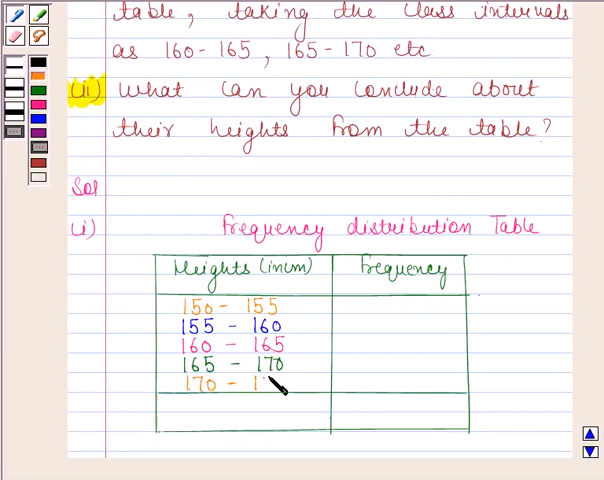 table, taking the Class intervals
as 160-165, 165-170 etc
(ii) What can you conclude about
their heights from the table?
Sol
(i) Frequency distribution Table
Heights (in cm) Frequency
150 - 155
155 - 160
160 - 165
165 - 170
170 - 1